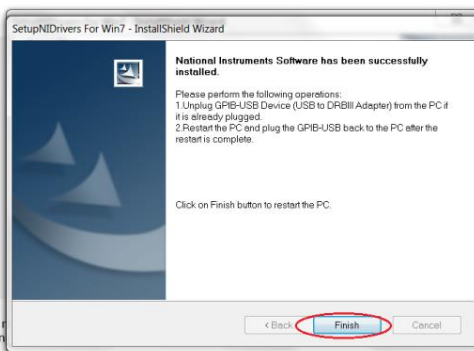 SetupNIDrivers For Win7 - InstallShield Wizard
National Instruments Software has been successfully
installed.
Please perform the following operations:
1.Unplug GPIB-USB Device (USB to DRBIII Adapter) from the PC if
it is already plugged.
2.Restart the PC and plug the GPIB-USB back to the PC after the
restart is complete.
Click on Finish button to restart the PC.
< Back
Finish
Cancel